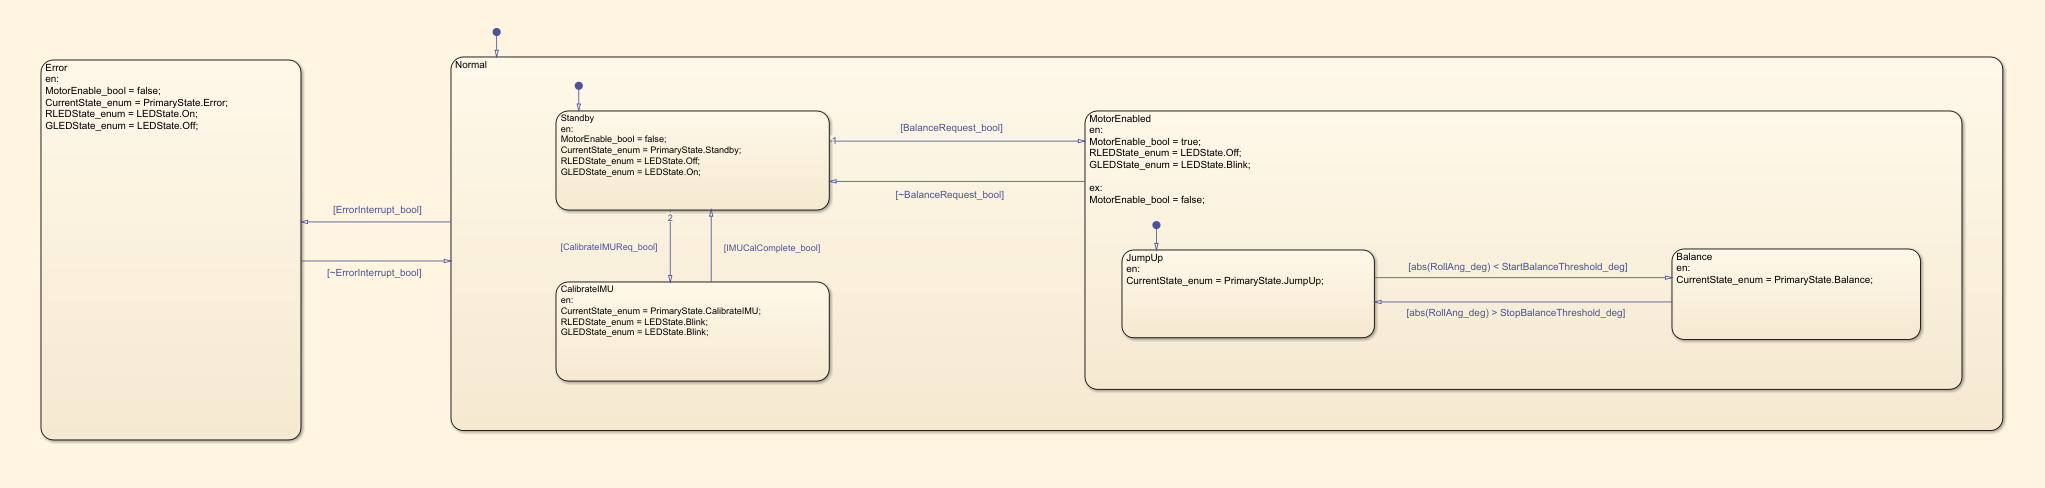 Error
en:
MotorEnable_bool = false;
CurrentState_enum = PrimaryState.Error;
RLEDState_enum = LEDState.On;
GLEDState_enum = LEDState.Off;
[ErrorInterrupt_bool]
[~ErrorInterrupt_bool]
Normal
Standby
en:
MotorEnable_bool = false;
CurrentState_enum = PrimaryState.Standby;
RLEDState_enum = LEDState.Off;
GLEDState_enum = LEDState.On;
1
[BalanceRequest_bool]
[~BalanceRequest_bool]
2
[CalibrateIMUReq_bool]
[IMUCalComplete_bool]
CalibrateIMU
en:
CurrentState_enum = PrimaryState.CalibrateIMU;
RLEDState_enum = LEDState.Blink;
GLEDState_enum = LEDState.Blink;
MotorEnabled
en:
MotorEnable_bool = true;
RLEDState_enum = LEDState.Off;
GLEDState_enum = LEDState.Blink;
ex:
MotorEnable_bool = false;
JumpUp
en:
CurrentState_enum = PrimaryState.JumpUp;
[abs(RollAng_deg) < StartBalanceThreshold_deg]
[abs(RollAng_deg) > StopBalanceThreshold_deg]
Balance
en:
CurrentState_enum = PrimaryState.Balance;